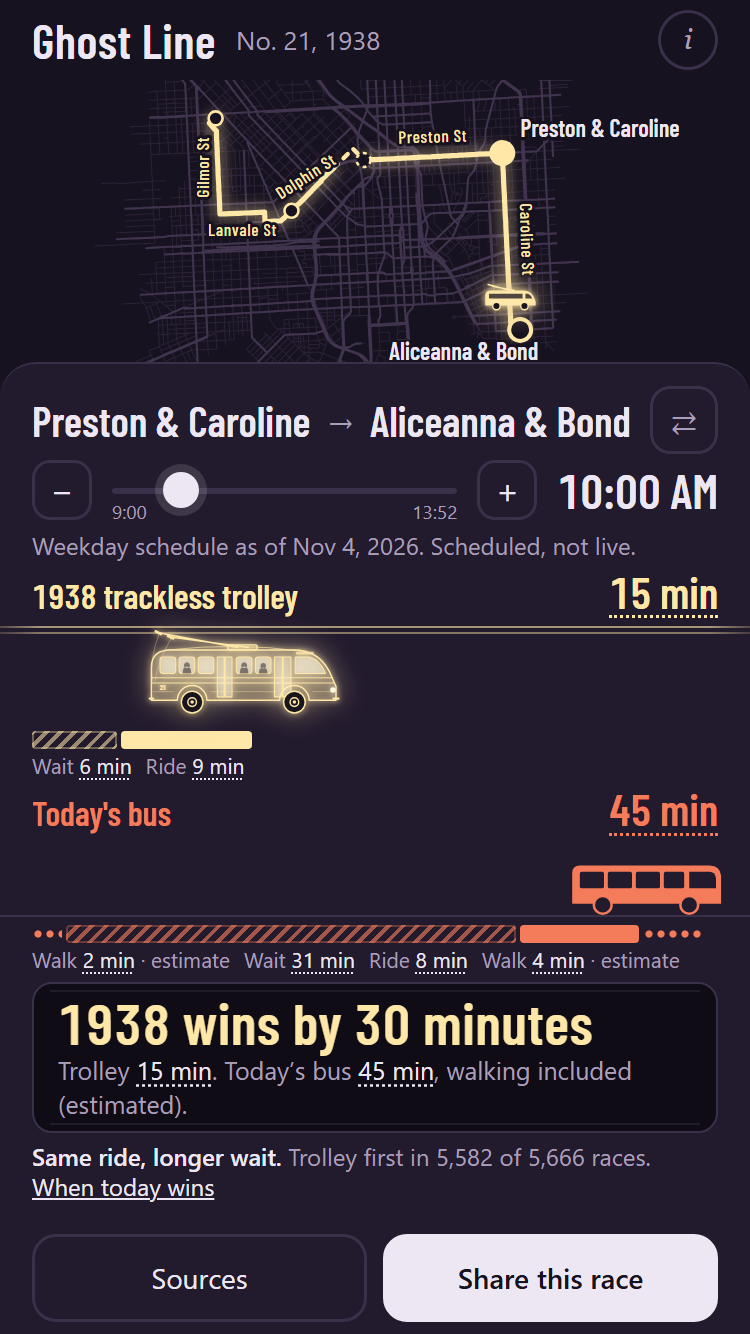 Ghost Line No. 21, 1938 i
Preston & Caroline
Preston St
Gilmor St
Dolphin St
Lanvale St
Caroline St
Aliceanna & Bond
Preston & Caroline → Aliceanna & Bond ⇄
− + 10:00 AM
9:00 13:52
Weekday schedule as of Nov 4, 2026. Scheduled, not live.
1938 trackless trolley 15 min
21
Wait 6 min Ride 9 min
Today's bus 45 min
Walk 2 min · estimate Wait 31 min Ride 8 min Walk 4 min · estimate
1938 wins by 30 minutes
Trolley 15 min. Today’s bus 45 min, walking included
(estimated).
Same ride, longer wait. Trolley first in 5,582 of 5,666 races.
When today wins
Sources Share this race